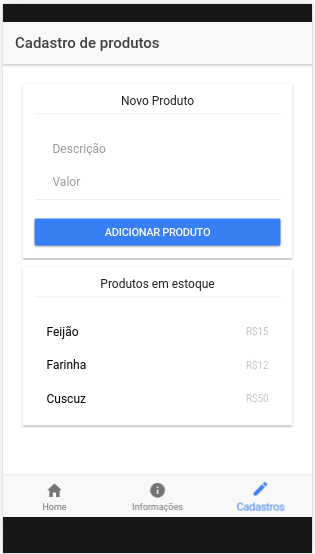 Cadastro de produtos
Novo Produto
Descrição
Valor
ADICIONAR PRODUTO
Produtos em estoque
Feijão R$15
Farinha R$12
Cuscuz R$50
Home Informações Cadastros